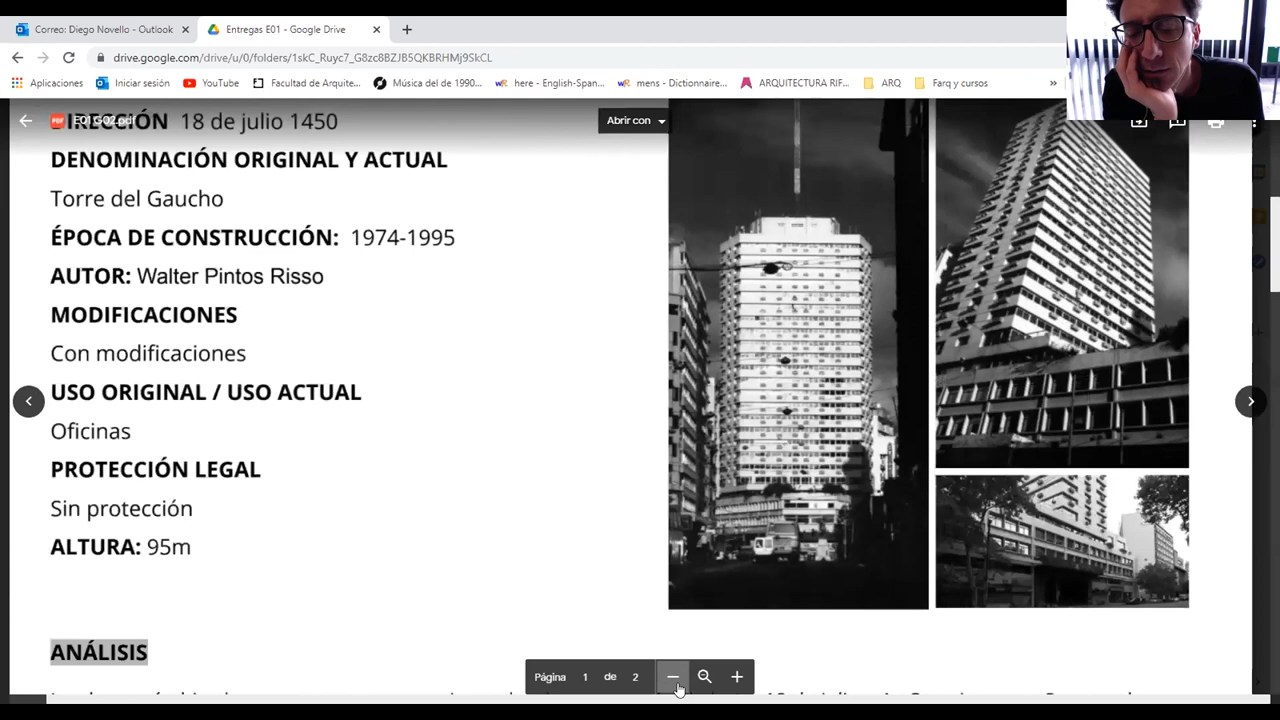 Correo: Diego Novello - Outlook
Entregas E01 - Google Drive
drive.google.com/drive/u/0/folders/1skC_Ruyc7_G8zc8BZJB5QKBRHMj9SkCL
Aplicaciones
Iniciar sesión
YouTube
Facultad de Arquite...
Música del de 1990...
here - English-Span...
mens - Dictionnaire...
ARQUITECTURA RIF...
ARQ
Farq y cursos
E01G02.pdf
Abrir con
DIRECCIÓN 18 de julio 1450
DENOMINACIÓN ORIGINAL Y ACTUAL
Torre del Gaucho
ÉPOCA DE CONSTRUCCIÓN: 1974-1995
AUTOR: Walter Pintos Risso
MODIFICACIONES
Con modificaciones
USO ORIGINAL / USO ACTUAL
Oficinas
PROTECCIÓN LEGAL
Sin protección
ALTURA: 95m
ANÁLISIS
Página 1 de 2